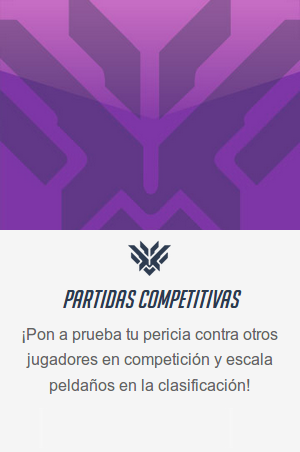 PARTIDAS COMPETITIVAS
¡Pon a prueba tu pericia contra otros
jugadores en competición y escala
peldaños en la clasificación!